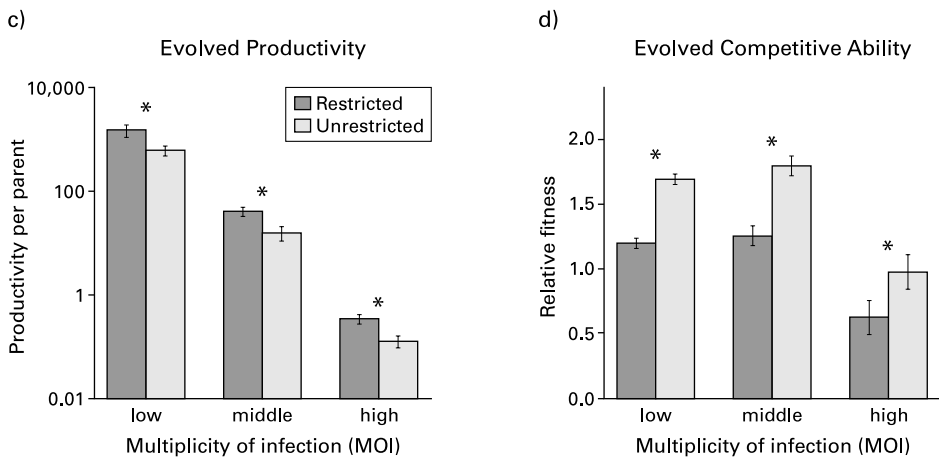 c)
Evolved Productivity
10,000
100
1
0.01
Productivity per parent
Restricted
Unrestricted
*
*
*
low middle high
Multiplicity of infection (MOI)
d)
Evolved Competitive Ability
2.0
1.5
1.0
0.5
0.0
Relative fitness
*
*
*
low middle high
Multiplicity of infection (MOI)